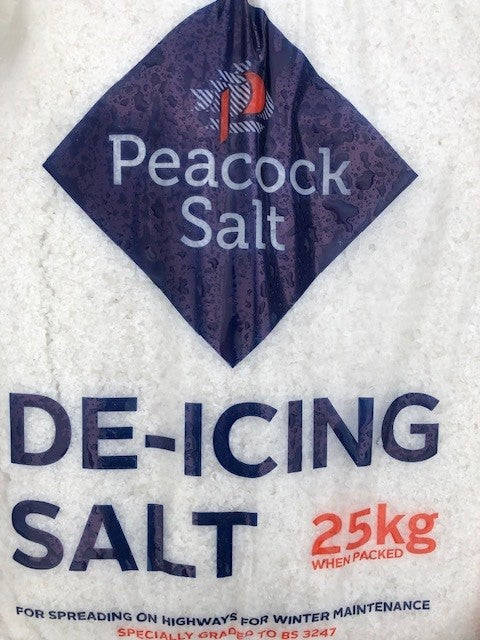 Peacock
Salt
DE-ICING
SALT
25kg
WHEN PACKED
FOR SPREADING ON HIGHWAYS FOR WINTER MAINTENANCE
SPECIALLY GRADED TO BS 3247